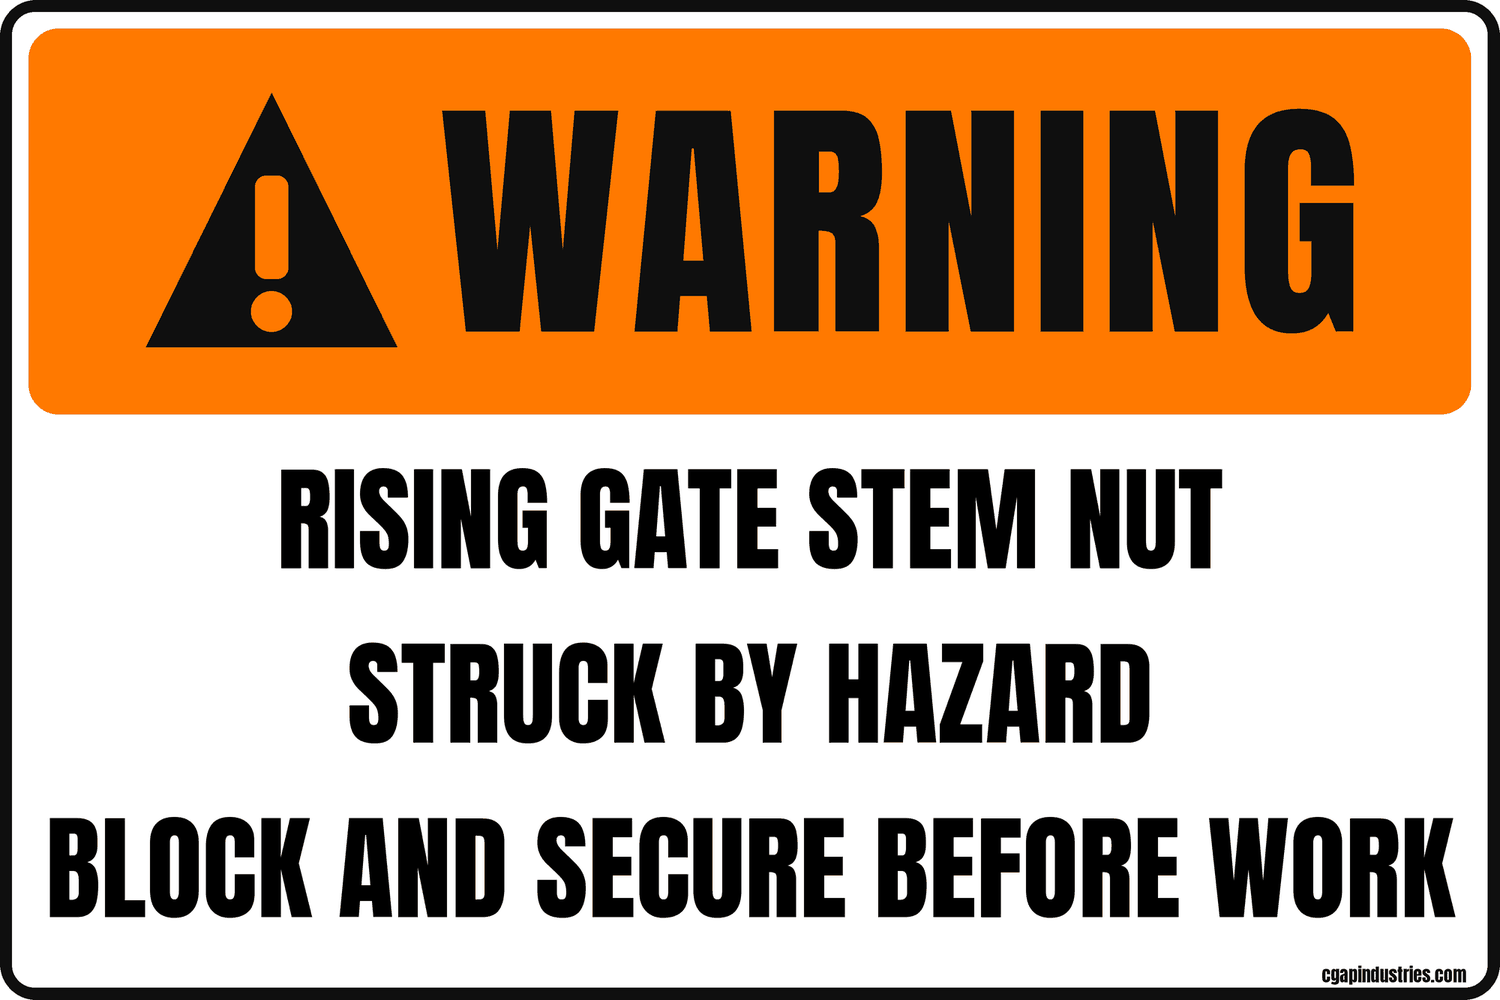 WARNING
RISING GATE STEM NUT
STRUCK BY HAZARD
BLOCK AND SECURE BEFORE WORK
cgapindustries.com